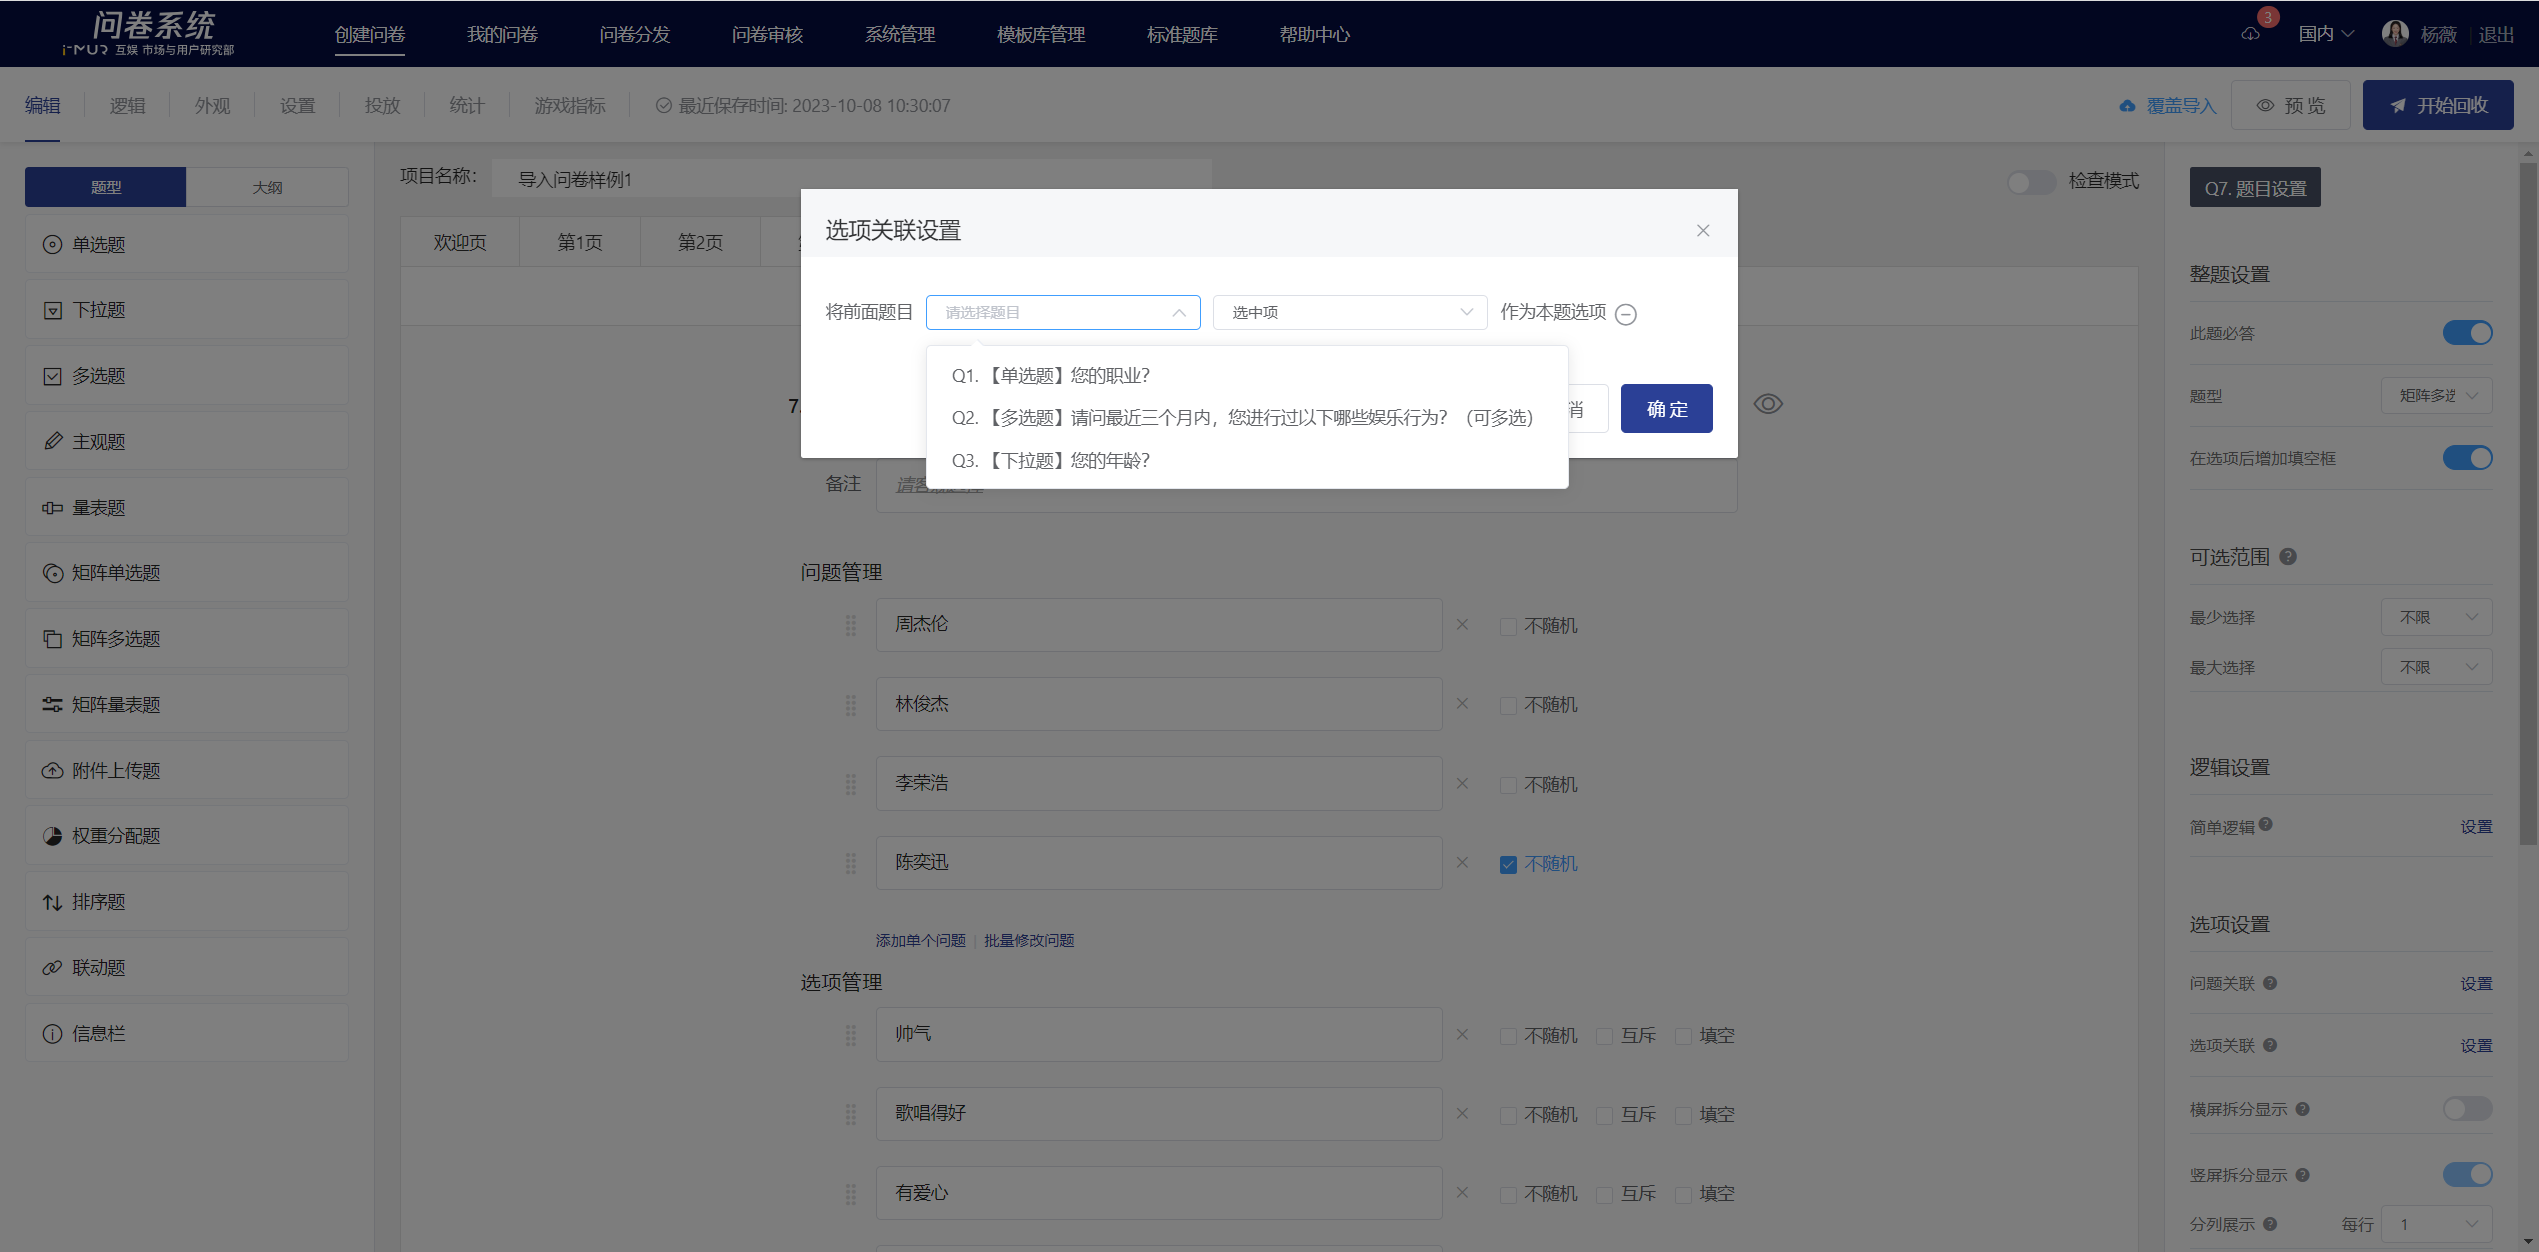 问卷系统
i-MUR 互娱 市场与用户研究部
创建问卷 我的问卷 问卷分发 问卷审核 系统管理 模板库管理 标准题库 帮助中心
3
国内 杨薇 退出
编辑 逻辑 外观 设置 投放 统计 游戏指标 最近保存时间: 2023-10-08 10:30:07
覆盖导入 预 览 开始回收
题型 大纲
单选题
下拉题
多选题
主观题
量表题
矩阵单选题
矩阵多选题
矩阵量表题
附件上传题
权重分配题
排序题
联动题
信息栏
项目名称: 导入问卷样例1
检查模式
欢迎页 第1页 第2页
选项关联设置
将前面题目 请选择题目 选中项 作为本题选项
Q1. 【单选题】您的职业?
Q2. 【多选题】请问最近三个月内，您进行过以下哪些娱乐行为？（可多选）
Q3. 【下拉题】您的年龄?
消 确 定
7.
备注
问题管理
周杰伦 不随机
林俊杰 不随机
李荣浩 不随机
陈奕迅 不随机
添加单个问题 | 批量修改问题
选项管理
帅气 不随机 互斥 填空
歌唱得好 不随机 互斥 填空
有爱心 不随机 互斥 填空
Q7. 题目设置
整题设置
此题必答
题型 矩阵多选
在选项后增加填空框
可选范围 ?
最少选择 不限
最大选择 不限
逻辑设置
简单逻辑 ? 设置
选项设置
问题关联 ? 设置
选项关联 ? 设置
横屏拆分显示 ?
竖屏拆分显示 ?
分列展示 ? 每行 1